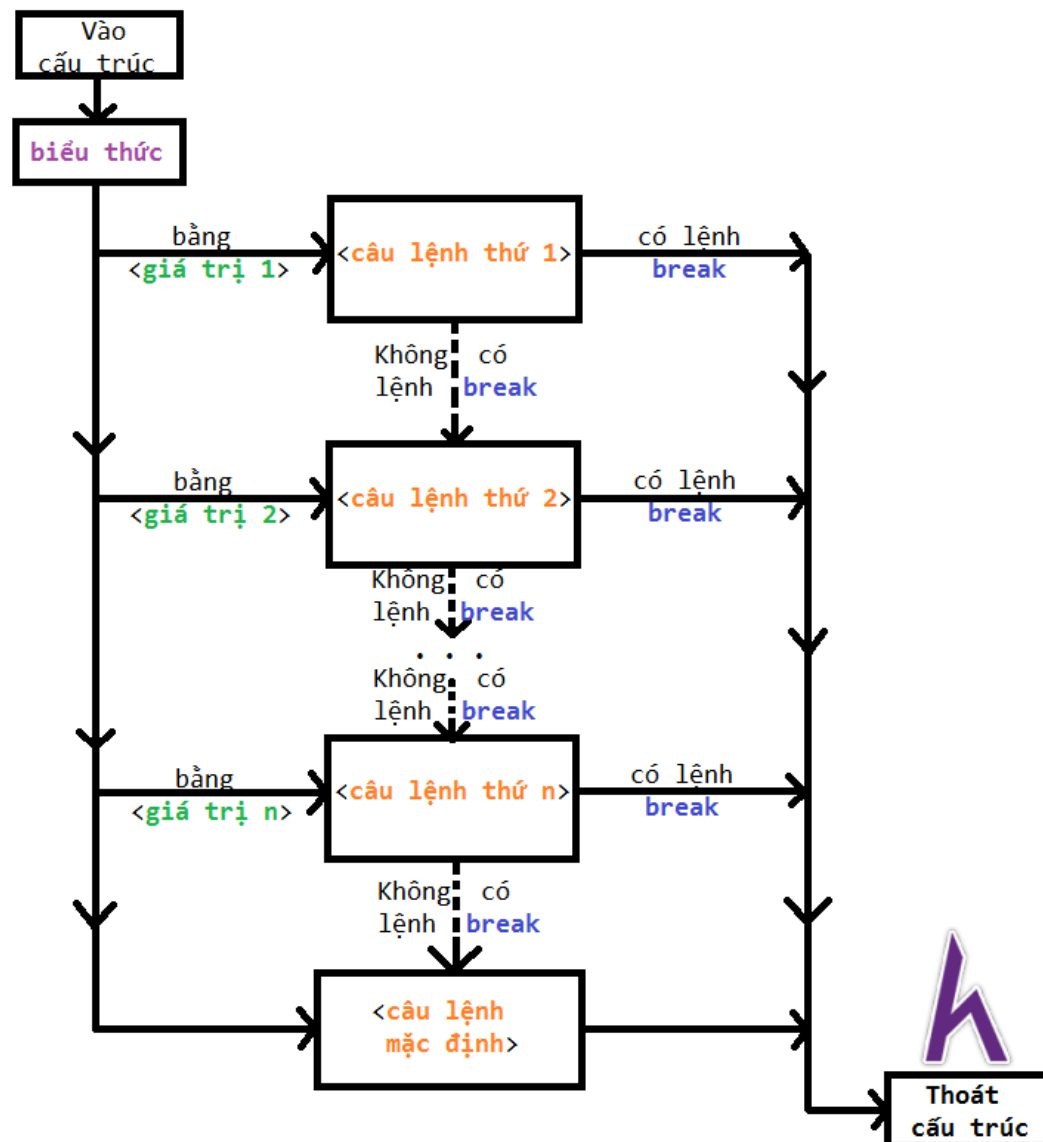 Vào
cấu trúc
biểu thức
bằng
<giá trị 1>
<câu lệnh thứ 1>
có lệnh
break
Không có
lệnh break
bằng
<giá trị 2>
<câu lệnh thứ 2>
có lệnh
break
Không có
lệnh break
. . .
Không có
lệnh break
bằng
<giá trị n>
<câu lệnh thứ n>
có lệnh
break
Không có
lệnh break
<câu lệnh
mặc định>
Thoát
cấu trúc